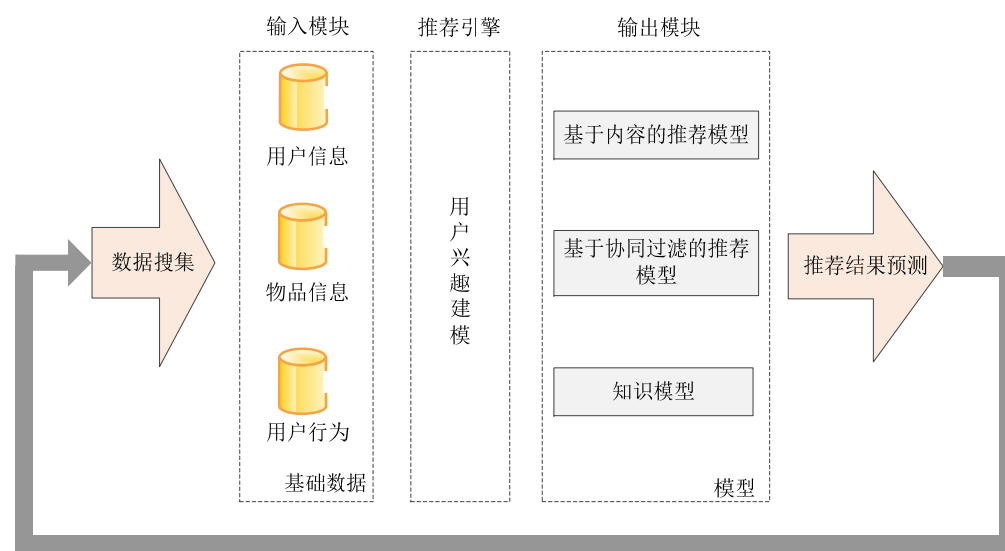 输入模块
推荐引擎
输出模块
数据搜集
用户信息
物品信息
用户行为
基础数据
用户兴趣建模
基于内容的推荐模型
基于协同过滤的推荐
模型
知识模型
模型
推荐结果预测